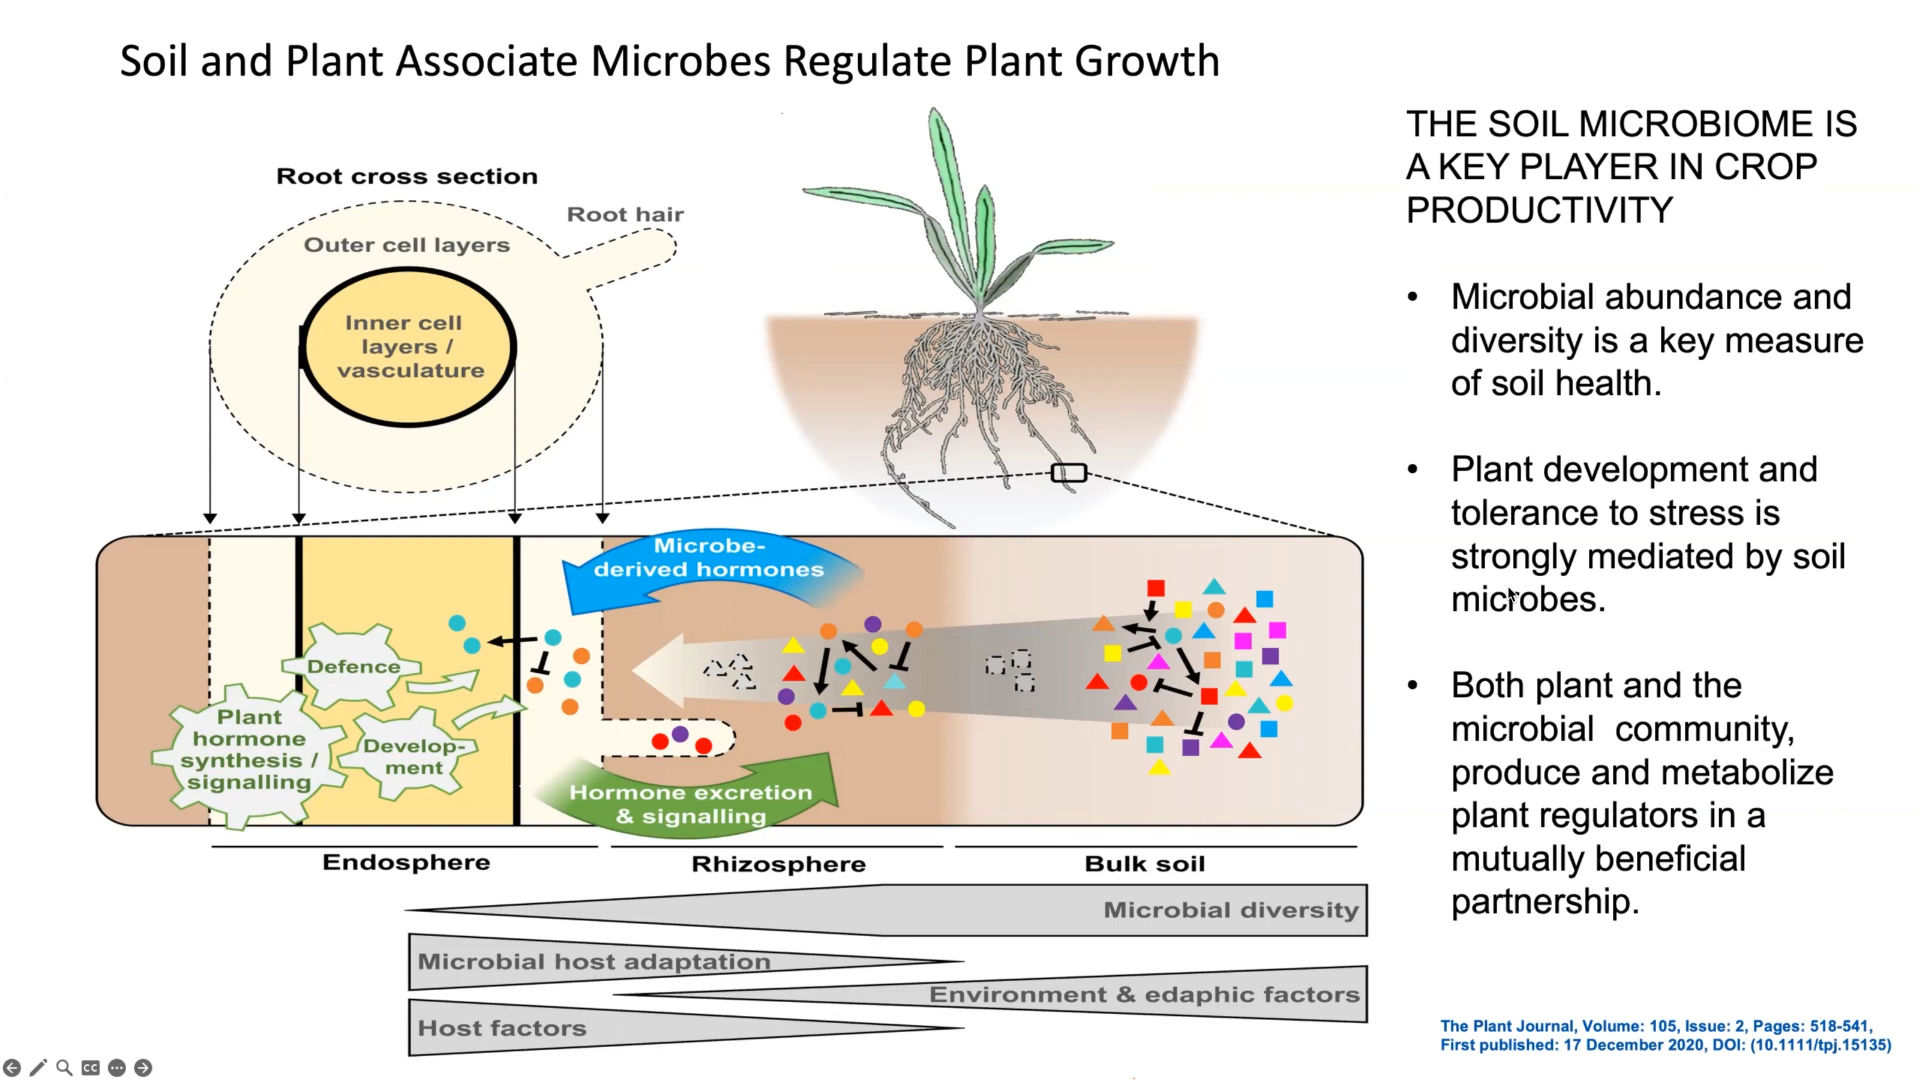 Soil and Plant Associate Microbes Regulate Plant Growth
Root cross section
Root hair
Outer cell layers
Inner cell
layers /
vasculature
Microbe-
derived hormones
Defence
Plant
hormone
synthesis /
signalling
Develop-
ment
Hormone excretion
& signalling
Endosphere
Rhizosphere
Bulk soil
Microbial diversity
Microbial host adaptation
Environment & edaphic factors
Host factors
THE SOIL MICROBIOME IS
A KEY PLAYER IN CROP
PRODUCTIVITY
• Microbial abundance and
diversity is a key measure
of soil health.
• Plant development and
tolerance to stress is
strongly mediated by soil
microbes.
• Both plant and the
microbial community,
produce and metabolize
plant regulators in a
mutually beneficial
partnership.
The Plant Journal, Volume: 105, Issue: 2, Pages: 518-541,
First published: 17 December 2020, DOI: (10.1111/tpj.15135)
CC